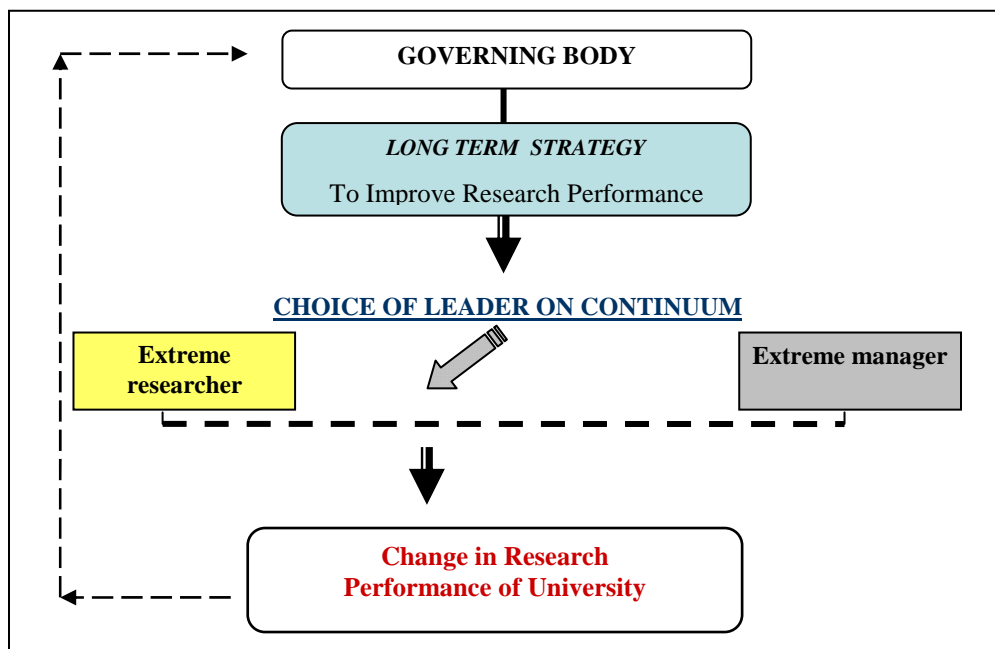 GOVERNING BODY
LONG TERM STRATEGY
To Improve Research Performance
CHOICE OF LEADER ON CONTINUUM
Extreme
researcher
Extreme manager
Change in Research
Performance of University